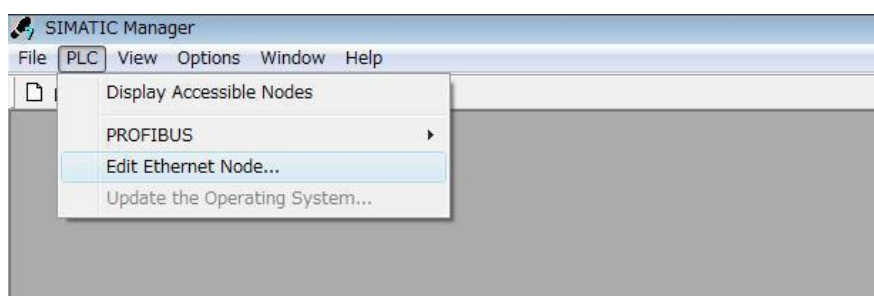 SIMATIC Manager
File PLC View Options Window Help
Display Accessible Nodes
PROFIBUS
Edit Ethernet Node...
Update the Operating System...